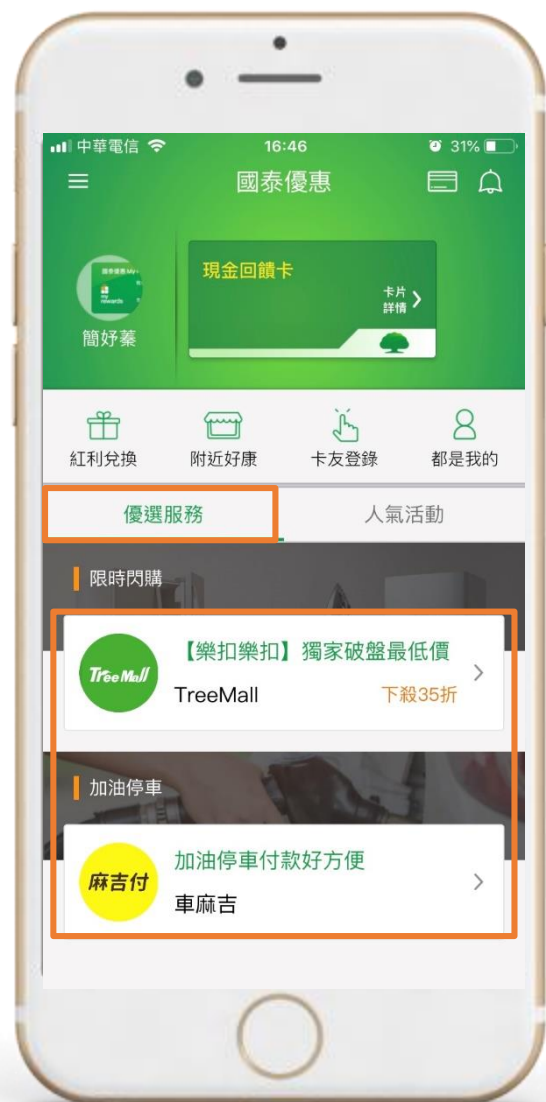 中華電信 16:46 31%
國泰優惠
現金回饋卡
卡片
詳情
簡妤蓁
my
rewards
紅利兌換 附近好康 卡友登錄 都是我的
優選服務 人氣活動
限時閃購
TreeMall
【樂扣樂扣】獨家破盤最低價
TreeMall 下殺35折
加油停車
麻吉付
加油停車付款好方便
車麻吉